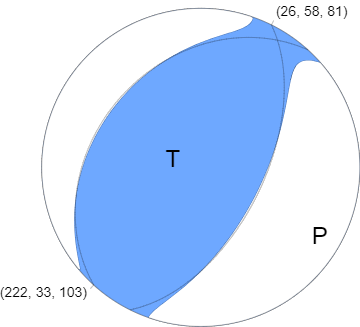 (26, 58, 81)
T
P
(222, 33, 103)